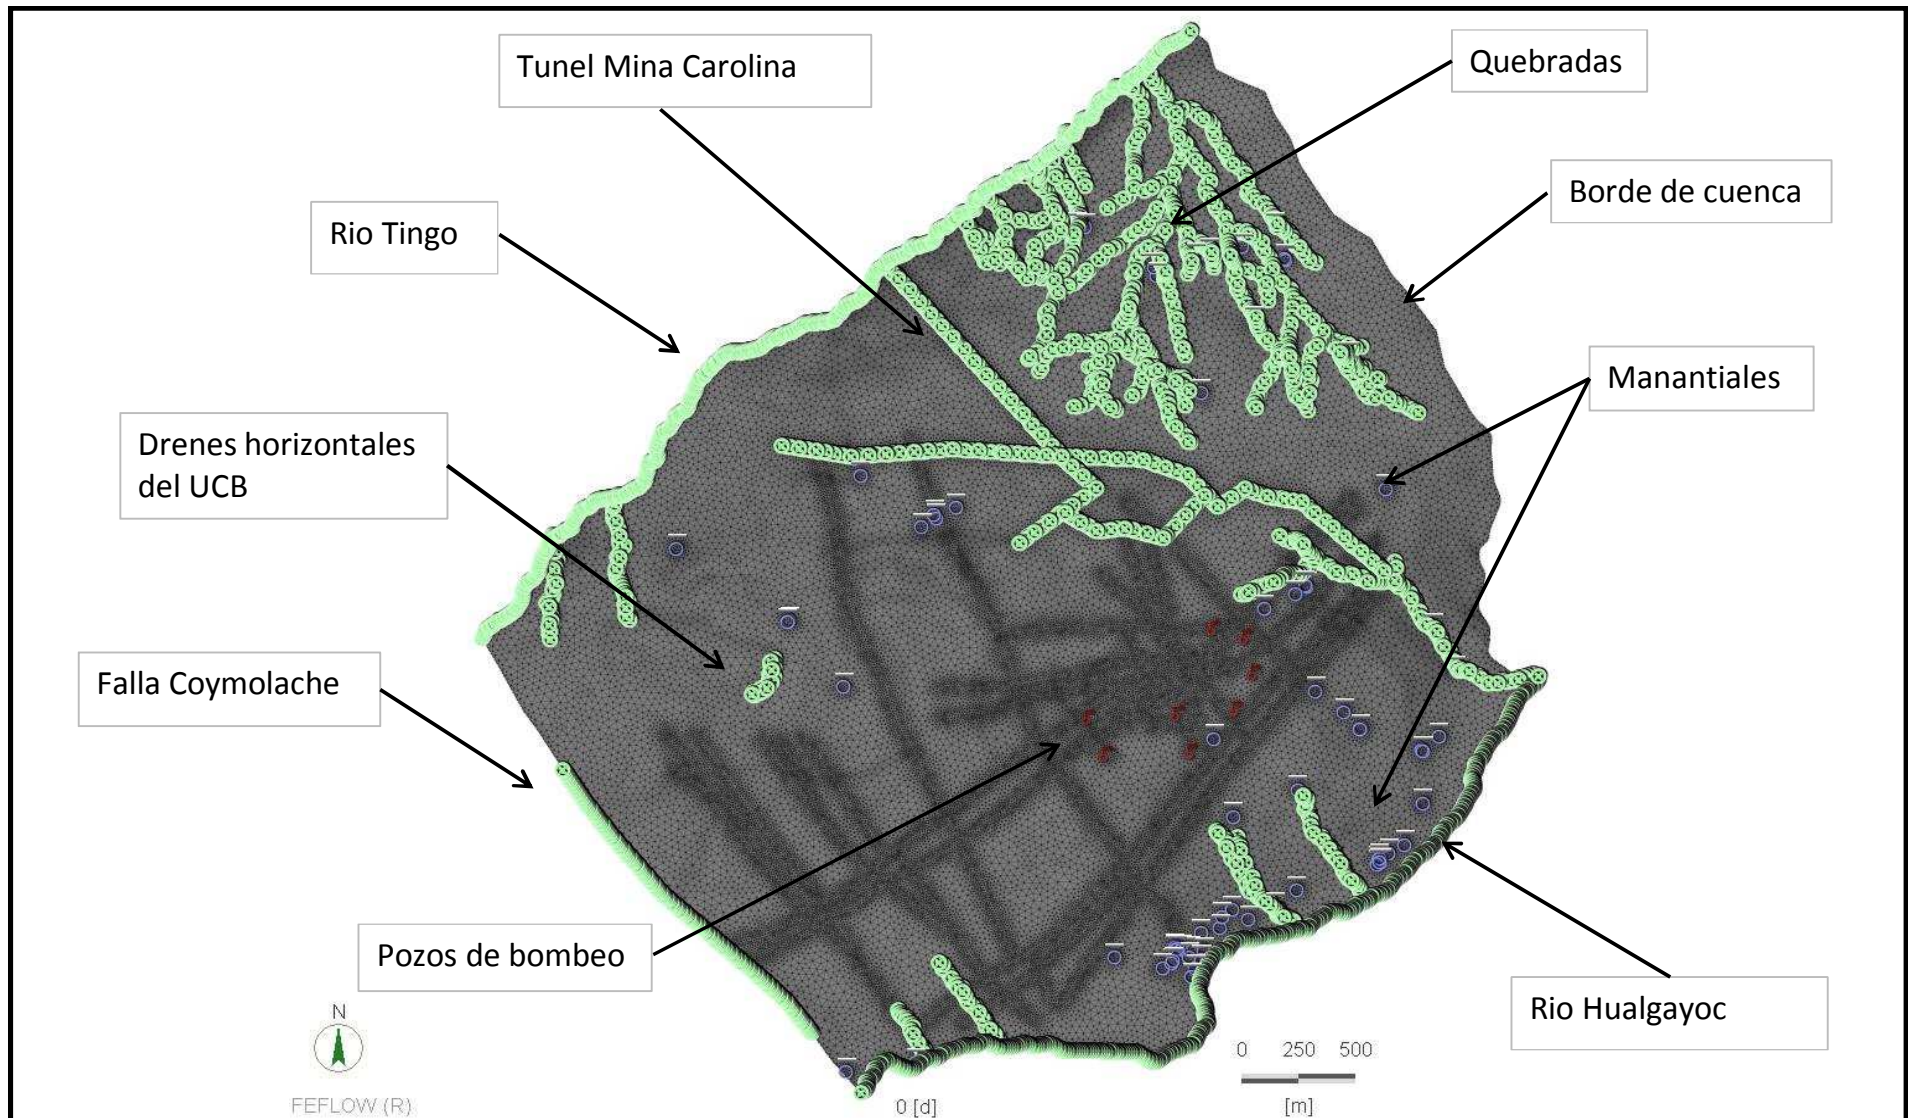 Tunel Mina Carolina
Quebradas
Borde de cuenca
Rio Tingo
Manantiales
Drenes horizontales
del UCB
Falla Coymolache
Pozos de bombeo
Rio Hualgayoc
N
FEFLOW (R)
0 [d]
0 250 500
[m]